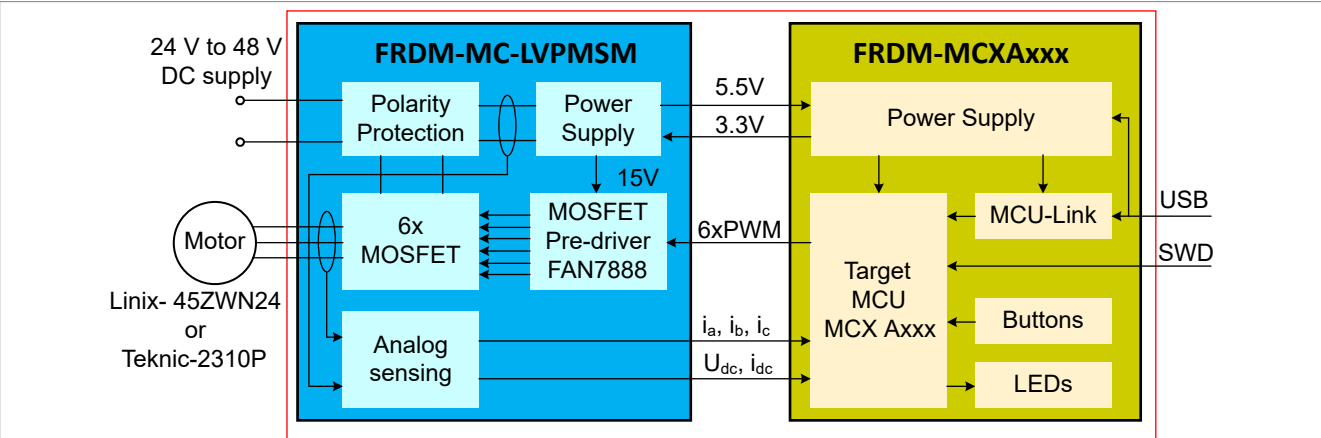 24 V to 48 V
DC supply
FRDM-MC-LVPMSM
FRDM-MCXAxxx
Polarity
Protection
Power
Supply
5.5V
3.3V
Power Supply
15V
Motor
6x
MOSFET
MOSFET
Pre-driver
FAN7888
6xPWM
MCU-Link
USB
SWD
Target
MCU
MCX Axxx
Linix- 45ZWN24
or
Teknic-2310P
Analog
sensing
ia, ib, ic
Udc, idc
Buttons
LEDs